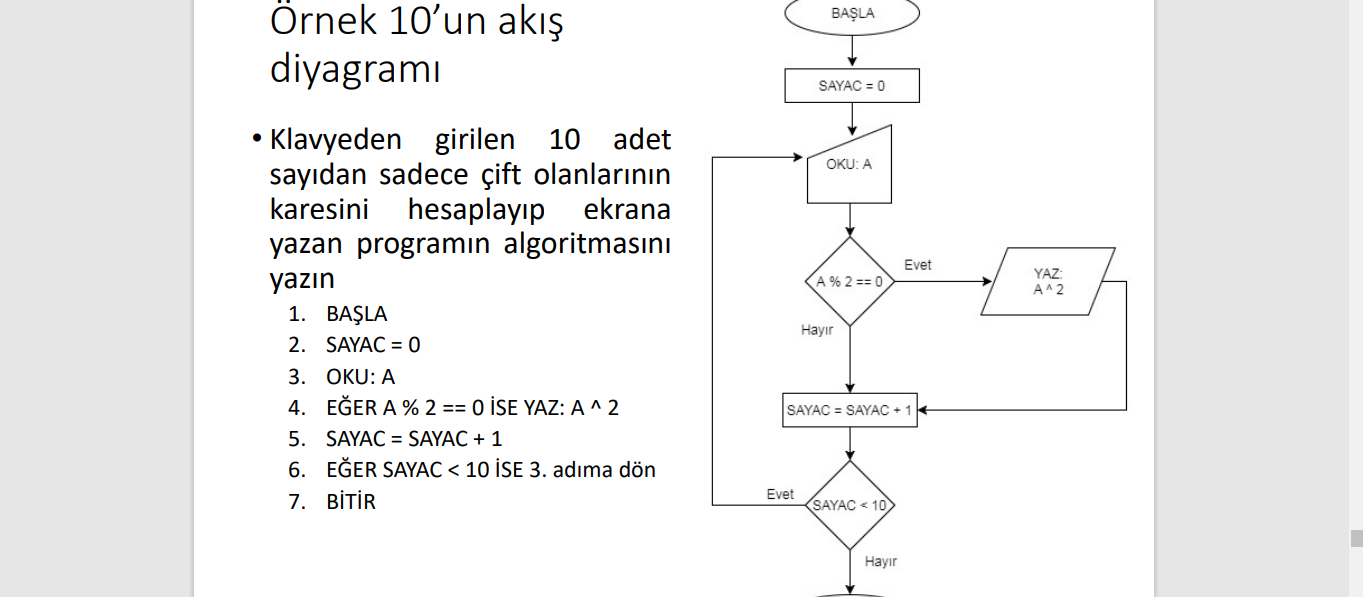 Örnek 10’un akış
diyagramı
• Klavyeden girilen 10 adet
sayıdan sadece çift olanlarının
karesini hesaplayıp ekrana
yazan programın algoritmasını
yazın
1. BAŞLA
2. SAYAC = 0
3. OKU: A
4. EĞER A % 2 == 0 İSE YAZ: A ^ 2
5. SAYAC = SAYAC + 1
6. EĞER SAYAC < 10 İSE 3. adıma dön
7. BİTİR
BAŞLA
SAYAC = 0
OKU: A
A % 2 == 0
Evet
YAZ:
A ^ 2
Hayır
SAYAC = SAYAC + 1
Evet
SAYAC < 10
Hayır